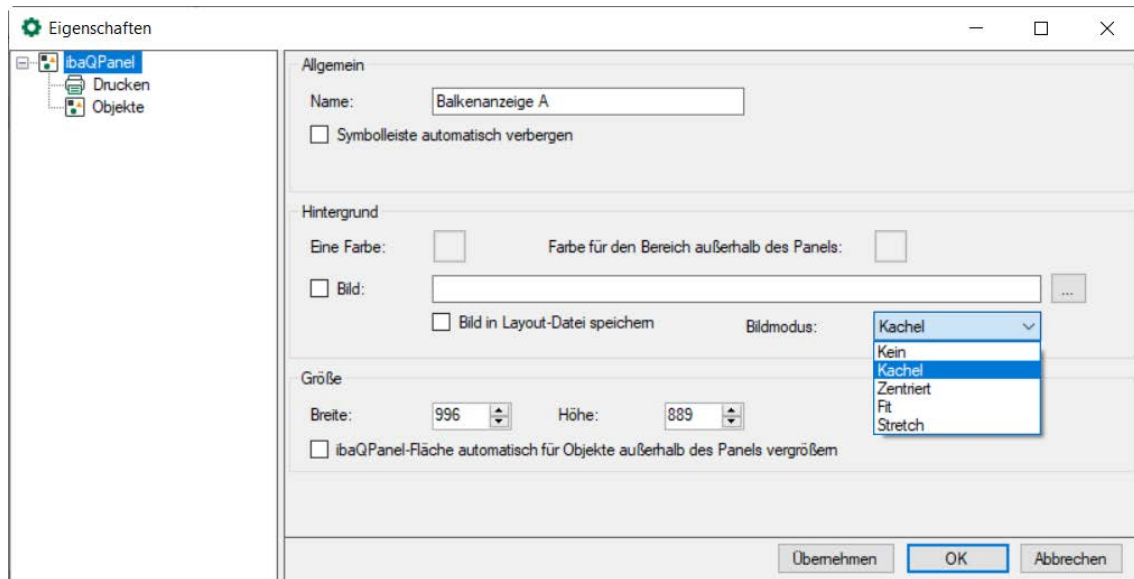 Eigenschaften
ibaQPanel
Drucken
Objekte
Allgemein
Name: Balkenanzeige A
Symbolleiste automatisch verbergen
Hintergrund
Eine Farbe: Farbe für den Bereich außerhalb des Panels:
Bild: ...
Bild in Layout-Datei speichern Bildmodus: Kachel
Kein
Kachel
Zentriert
Fit
Stretch
Größe
Breite: 996 Höhe: 889
ibaQPanel-Fläche automatisch für Objekte außerhalb des Panels vergrößern
Übernehmen OK Abbrechen